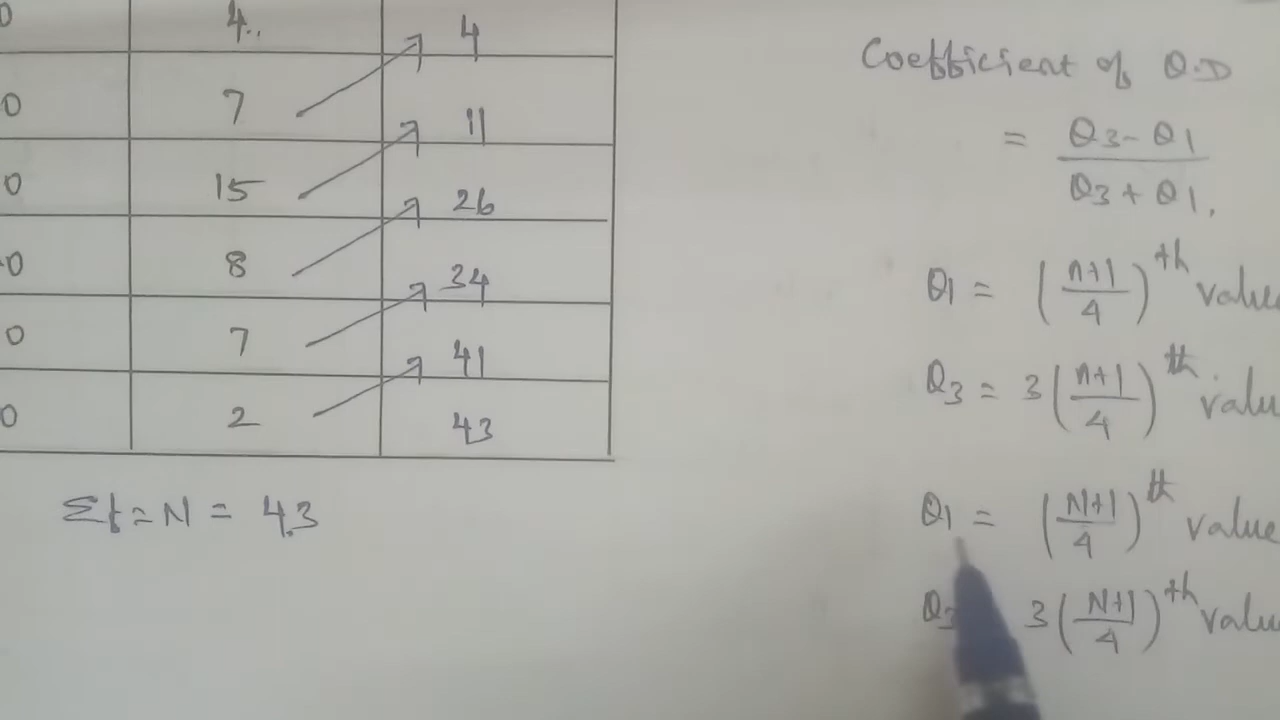 0 4 4
0 7 11
0 15 26
0 8 34
0 7 41
0 2 43
Σf = N = 43
Coefficient of Q.D
= Q3 - Q1
Q3 + Q1
Q1 = (n+1 / 4)th value
Q3 = 3(n+1 / 4)th
Q1 = (N+1 / 4)th value
3(N+1 / 4)th